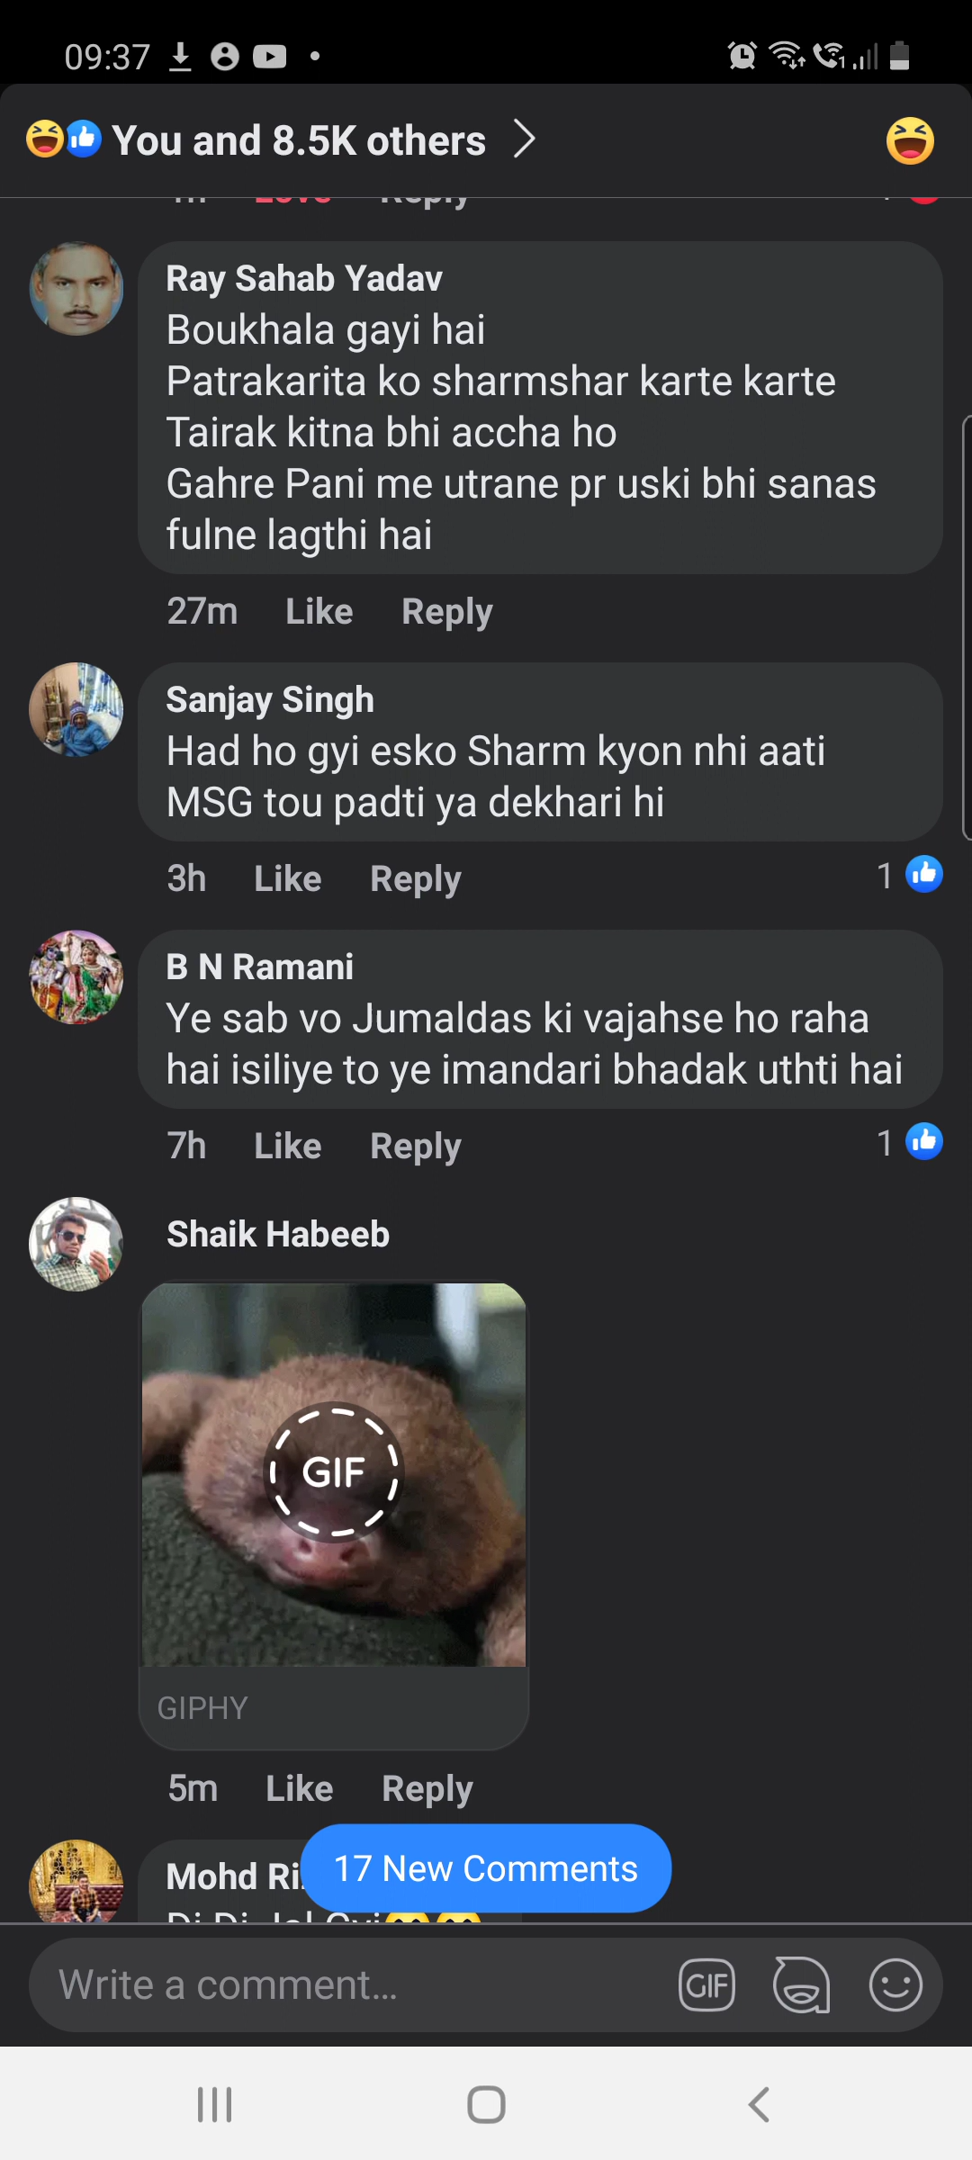 09:37
You and 8.5K others
Love Reply
Ray Sahab Yadav
Boukhala gayi hai
Patrakarita ko sharmshar karte karte
Tairak kitna bhi accha ho
Gahre Pani me utrane pr uski bhi sanas
fulne lagthi hai
27m Like Reply
Sanjay Singh
Had ho gyi esko Sharm kyon nhi aati
MSG tou padti ya dekhari hi
3h Like Reply 1
B N Ramani
Ye sab vo Jumaldas ki vajahse ho raha
hai isiliye to ye imandari bhadak uthti hai
7h Like Reply 1
Shaik Habeeb
GIF
GIPHY
5m Like Reply
Mohd Ri
17 New Comments
Write a comment...
GIF